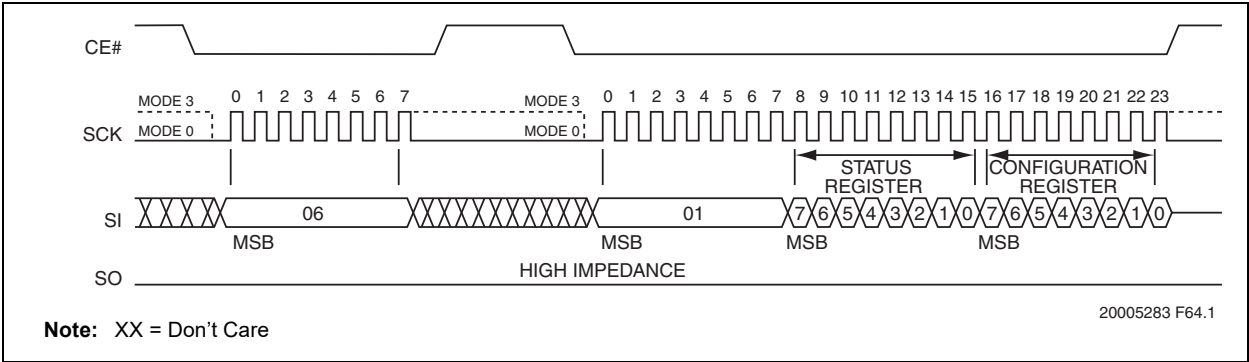 CE#
MODE 3 0 1 2 3 4 5 6 7 MODE 3 0 1 2 3 4 5 6 7 8 9 10 11 12 13 14 15 16 17 18 19 20 21 22 23
SCK MODE 0 MODE 0
STATUS REGISTER CONFIGURATION REGISTER
SI 06 01 7 6 5 4 3 2 1 0 7 6 5 4 3 2 1 0
MSB MSB MSB MSB
HIGH IMPEDANCE
SO
20005283 F64.1
Note: XX = Don't Care